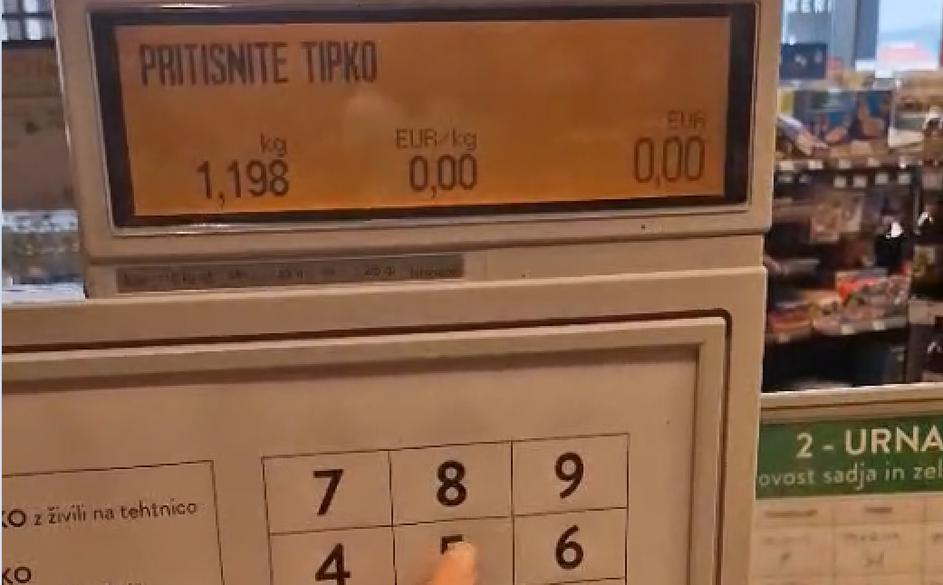 PRITISNITE TIPKO
kg EUR/kg EUR
1,198 0,00 0,00
2 - URNA
ovost sadja in zel
KO z živili na tehtnico
KO
7 8 9
4 5 6